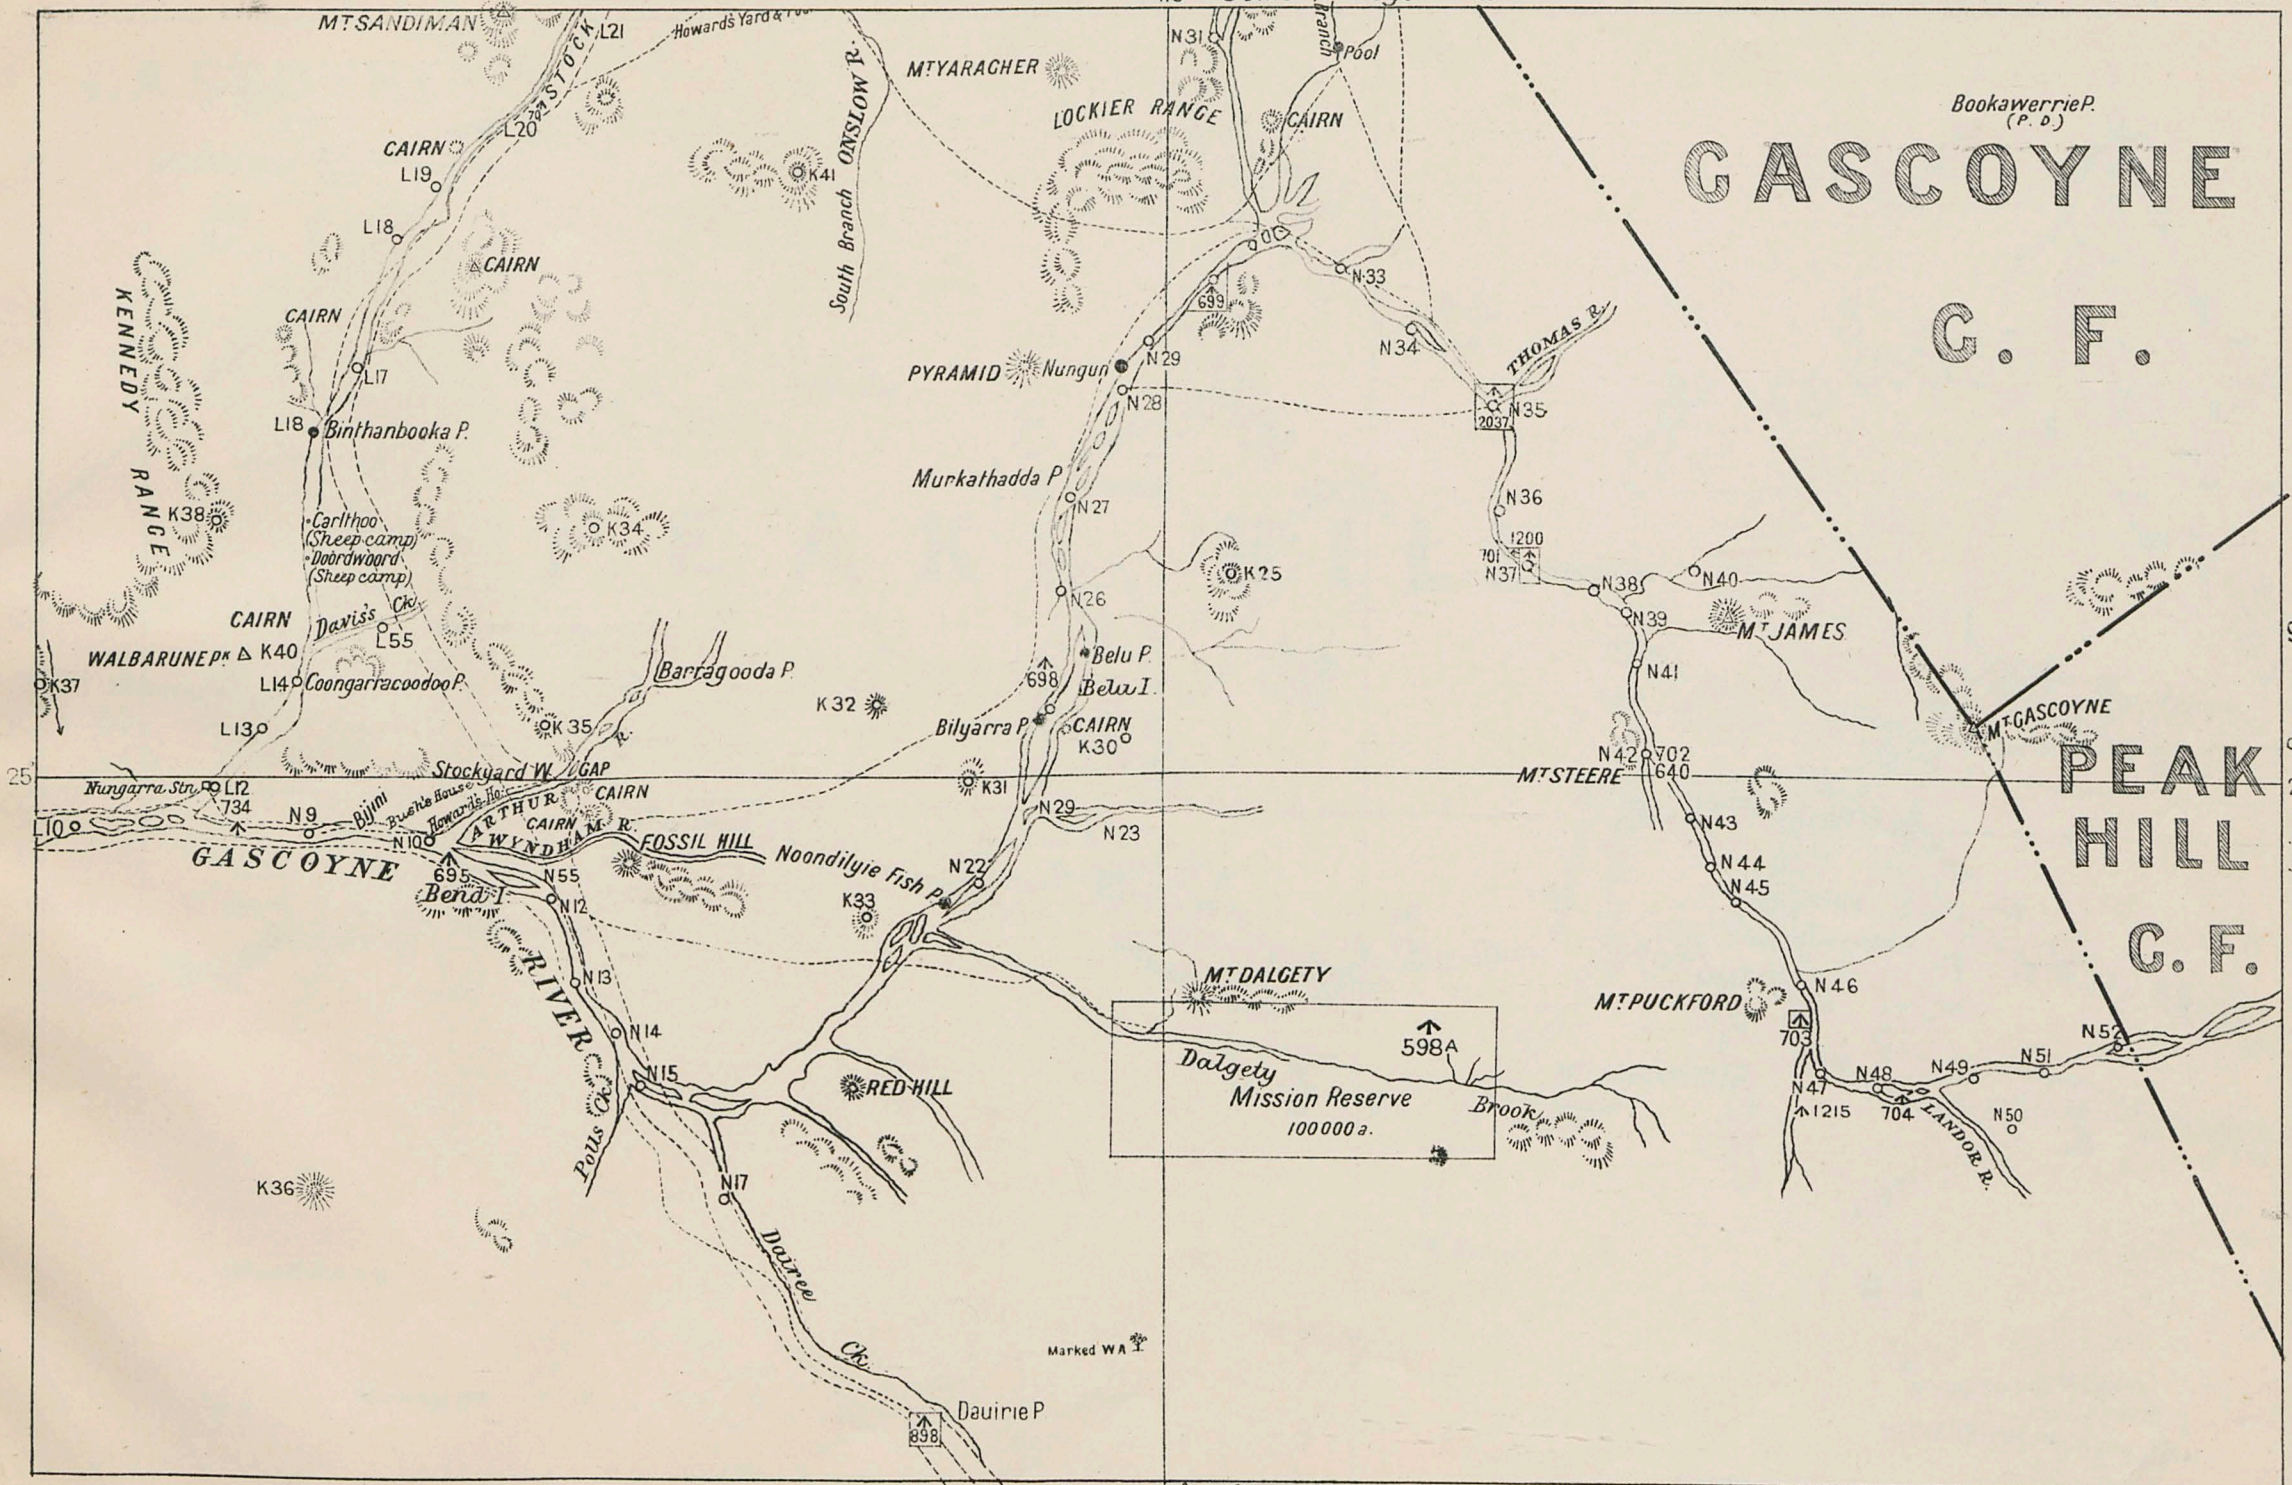 MT SANDIMAN
L21
Howard's Yard &
STOCK
70
L20
CAIRN
L19
L18
CAIRN
CAIRN
L17
KENNEDY RANGE
L18
Binthanbooka P.
K38
Carlthoo
(Sheep camp)
Doordwoord
(Sheep camp)
K34
K41
South Branch ONSLOW R.
MT YARACHER
LOCKIER RANGE
N31
Branch
Pool
CAIRN
Bookawerrie P.
(P. D.)
GASCOYNE
G. F.
N33
699
N34
THOMAS R.
N29
PYRAMID
Nungun
N28
N35
2037
Murkathadda P
N27
N36
1200
701
N37
K25
N26
N38
N40
N39
MT JAMES
N41
CAIRN
Davis's Ck
L55
WALBARUNE PK
K40
K37
L14
Coongarracoodoo P.
L13
K35
R.
Barragooda P.
K32
Belu P.
698
Belu I.
Bilyarra P.
CAIRN
K30
MT GASCOYNE
N42
702
640
MT STEERE
PEAK
HILL
G. F.
25
Stockyard W.
GAP
Nungarra Stn.
L12
734
L10
N9
Bijuni
Bush's House
Howard's Ho.
ARTHUR
CAIRN
CAIRN
WYNDHAM R.
N10
FOSSIL HILL
GASCOYNE
RIVER
695
Bend I.
N55
N12
K31
N29
N23
Noondilyie Fish P.
N22
K33
N43
N44
N45
N13
N14
N15
Polls Ck
MT DALGETY
598A
Dalgety
Brook
Mission Reserve
100000a.
MT PUCKFORD
N46
703
N47
1215
N48
704
N49
N51
N52
N50
LANDOR R.
RED HILL
K36
N17
Dairee
Ck.
Marked WA
Dauirie P
898